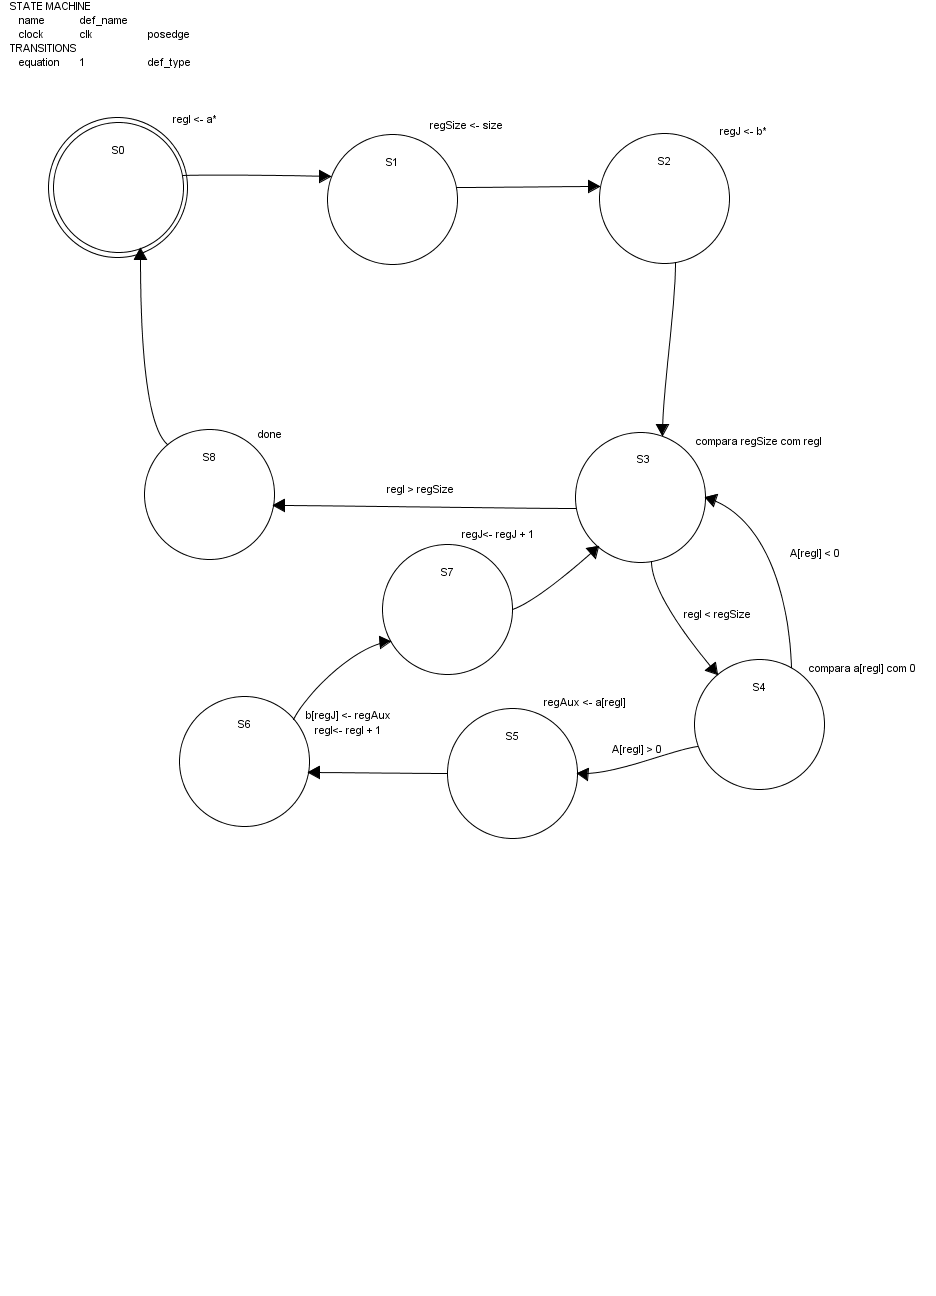 STATE MACHINE
name def_name
clock clk posedge
TRANSITIONS
equation 1 def_type
regI <- a*
S0
regSize <- size
S1
regJ <- b*
S2
done
S8
compara regSize com regI
S3
regI > regSize
regJ<- regJ + 1
S7
A[regI] < 0
regI < regSize
compara a[regI] com 0
S4
b[regJ] <- regAux
regI<- regI + 1
S6
regAux <- a[regI]
S5
A[regI] > 0